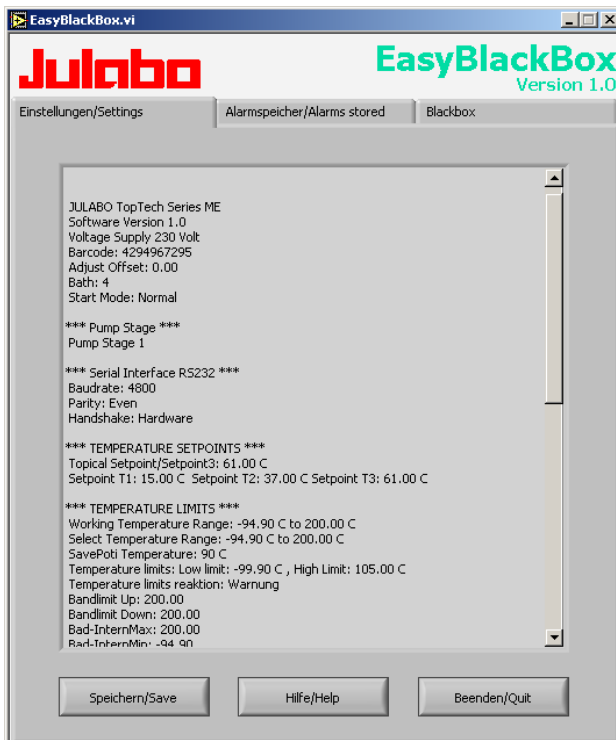 EasyBlackBox.vi
Julabo
EasyBlackBox
Version 1.0
Einstellungen/Settings
Alarmspeicher/Alarms stored
Blackbox
JULABO TopTech Series ME
Software Version 1.0
Voltage Supply 230 Volt
Barcode: 4294967295
Adjust Offset: 0.00
Bath: 4
Start Mode: Normal
*** Pump Stage ***
Pump Stage 1
*** Serial Interface RS232 ***
Baudrate: 4800
Parity: Even
Handshake: Hardware
*** TEMPERATURE SETPOINTS ***
Topical Setpoint/Setpoint3: 61.00 C
Setpoint T1: 15.00 C Setpoint T2: 37.00 C Setpoint T3: 61.00 C
*** TEMPERATURE LIMITS ***
Working Temperature Range: -94.90 C to 200.00 C
Select Temperature Range: -94.90 C to 200.00 C
SavePoti Temperature: 90 C
Temperature limits: Low limit: -99.90 C , High Limit: 105.00 C
Temperature limits reaktion: Warnung
Bandlimit Up: 200.00
Bandlimit Down: 200.00
Bad-InternMax: 200.00
Bad-InternMin: -94.90
Speichern/Save
Hilfe/Help
Beenden/Quit